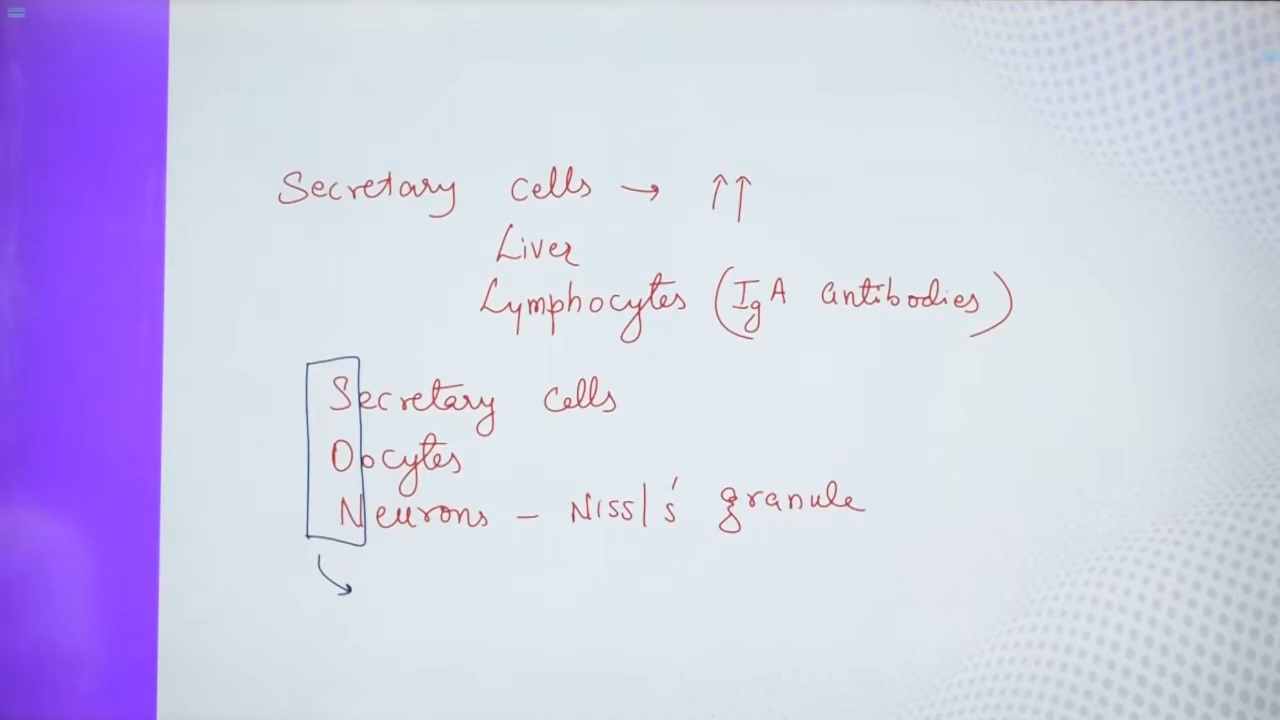 Secretary cells → ↑↑
Liver
Lymphocytes (IgA antibodies)
Secretary cells
Oocytes
Neurons – Nissl's granule